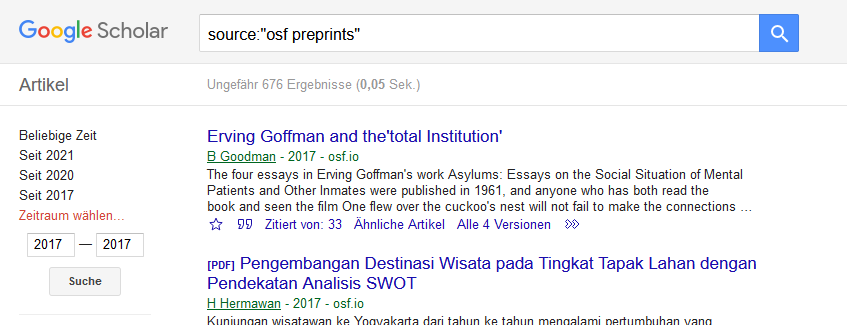 Google Scholar
source:"osf preprints"
Artikel
Ungefähr 676 Ergebnisse (0,05 Sek.)
Beliebige Zeit
Seit 2021
Seit 2020
Seit 2017
Zeitraum wählen...
2017 — 2017
Suche
Erving Goffman and the'total Institution'
B Goodman - 2017 - osf.io
The four essays in Erving Goffman's work Asylums: Essays on the Social Situation of Mental
Patients and Other Inmates were published in 1961, and anyone who has both read the
book and seen the film One flew over the cuckoo's nest will not fail to make the connections ...
Zitiert von: 33 Ähnliche Artikel Alle 4 Versionen
[PDF] Pengembangan Destinasi Wisata pada Tingkat Tapak Lahan dengan
Pendekatan Analisis SWOT
H Hermawan - 2017 - osf.io
Kunjungan wisatawan ke Yogyakarta dari tahun ke tahun mengalami pertumbuhan yang